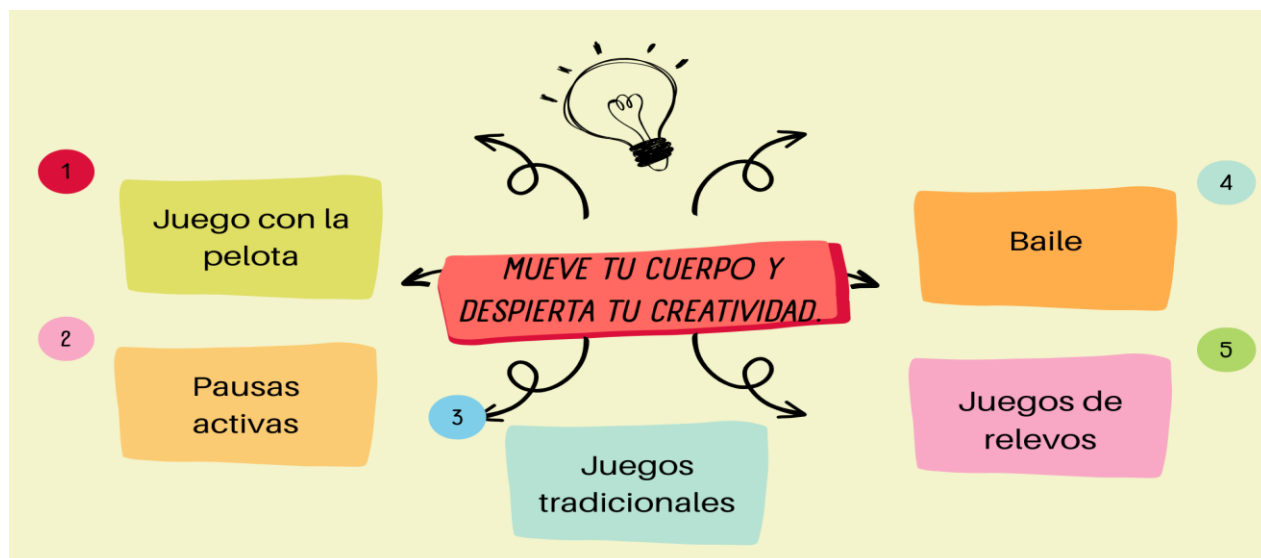 1
Juego con la
pelota
2
Pausas
activas
MUEVE TU CUERPO Y
DESPIERTA TU CREATIVIDAD.
3
Juegos
tradicionales
4
Baile
5
Juegos de
relevos